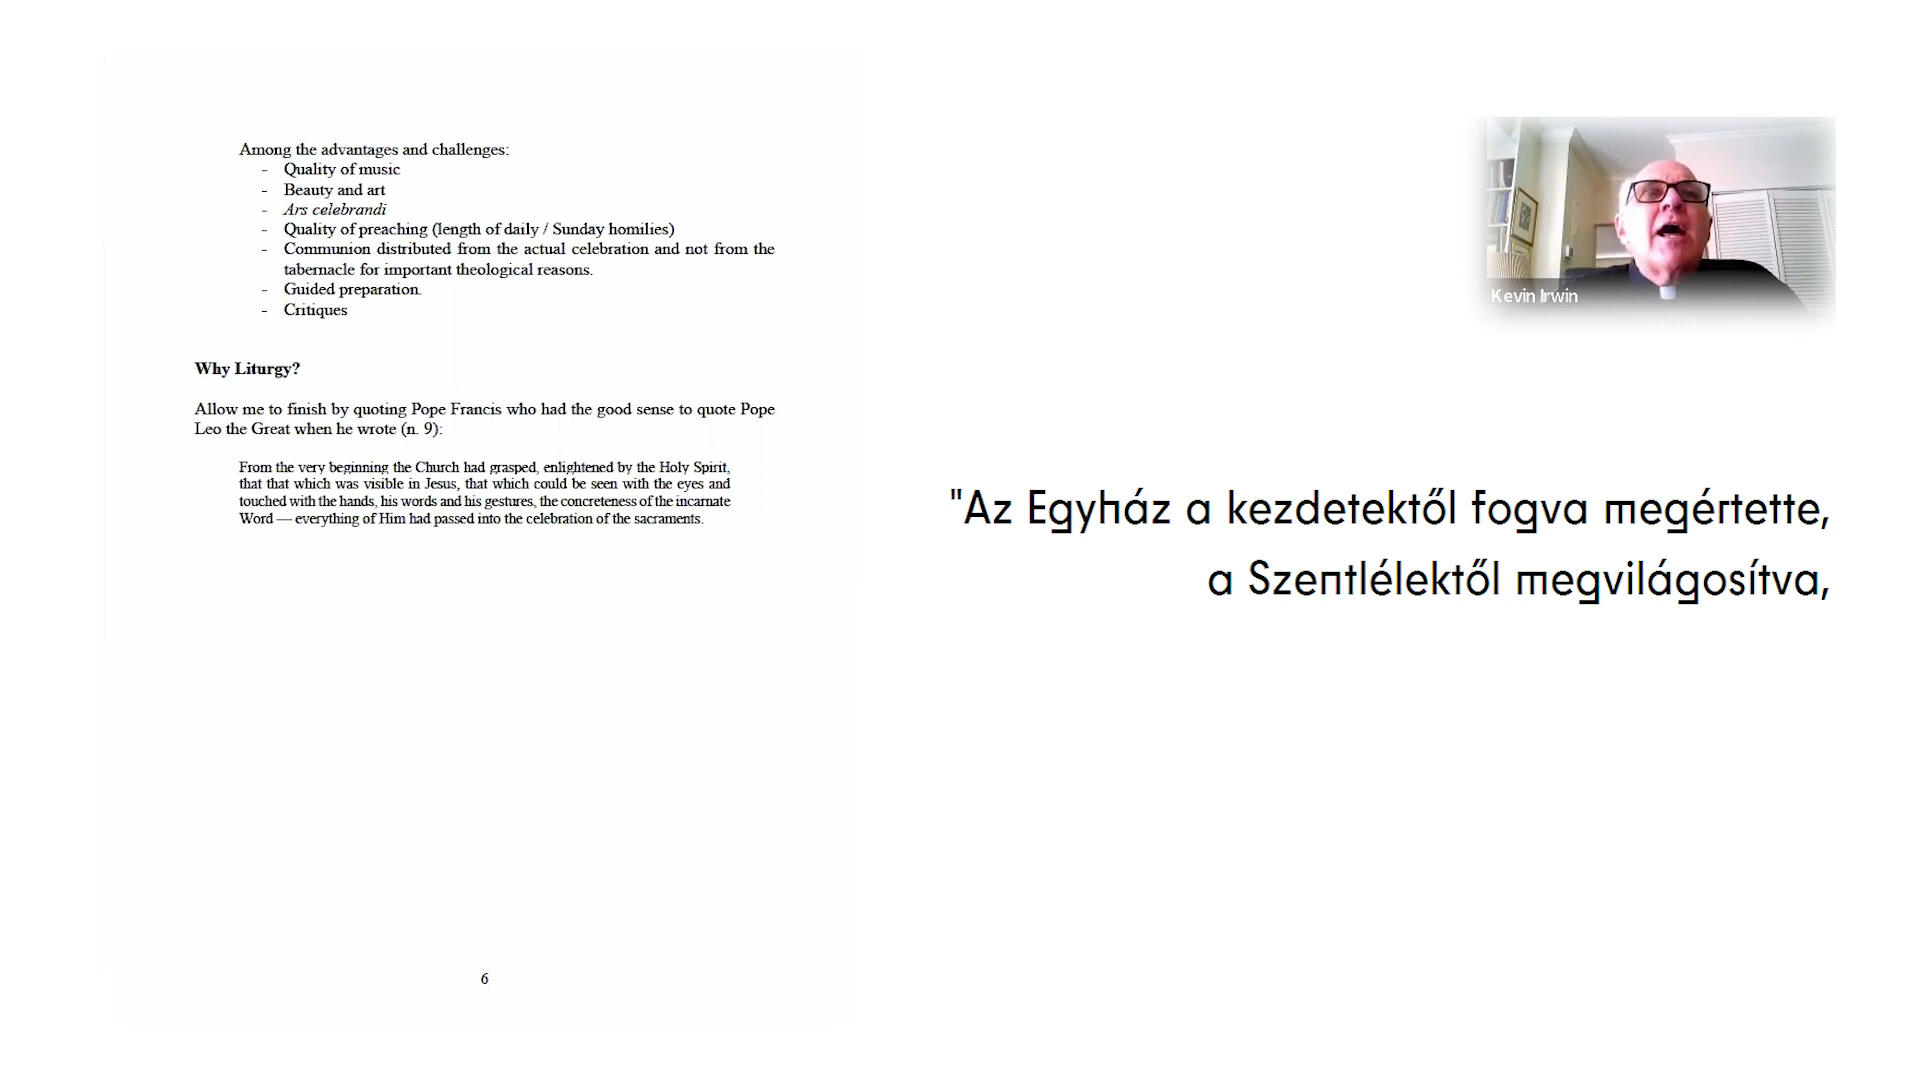 Among the advantages and challenges:
- Quality of music
- Beauty and art
- Ars celebrandi
- Quality of preaching (length of daily / Sunday homilies)
- Communion distributed from the actual celebration and not from the
tabernacle for important theological reasons.
- Guided preparation.
- Critiques
Why Liturgy?
Allow me to finish by quoting Pope Francis who had the good sense to quote Pope
Leo the Great when he wrote (n. 9):
From the very beginning the Church had grasped, enlightened by the Holy Spirit,
that that which was visible in Jesus, that which could be seen with the eyes and
touched with the hands, his words and his gestures, the concreteness of the incarnate
Word — everything of Him had passed into the celebration of the sacraments.
6
Kevin Irwin
"Az Egyház a kezdetektől fogva megértette,
a Szentlélektől megvilágosítva,